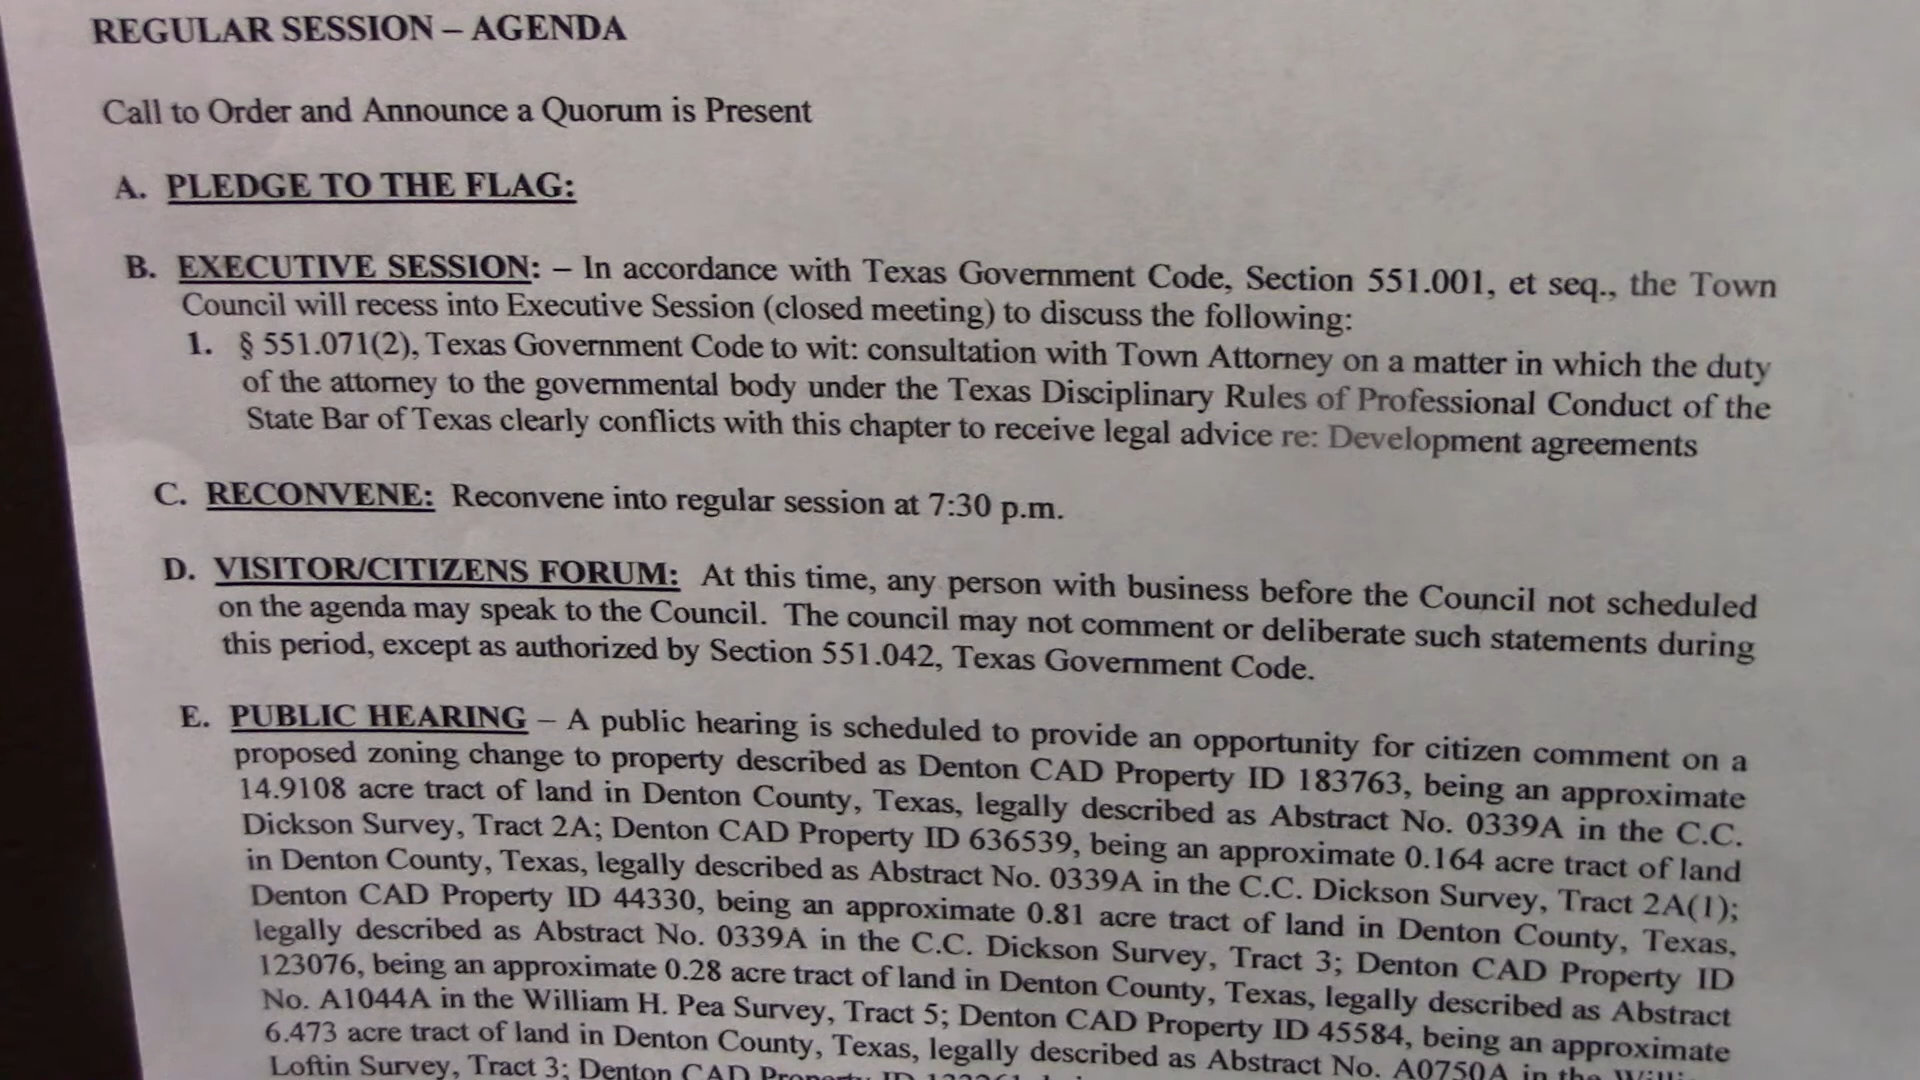 REGULAR SESSION – AGENDA
Call to Order and Announce a Quorum is Present
A. PLEDGE TO THE FLAG:
B. EXECUTIVE SESSION: – In accordance with Texas Government Code, Section 551.001, et seq., the Town
Council will recess into Executive Session (closed meeting) to discuss the following:
1. § 551.071(2), Texas Government Code to wit: consultation with Town Attorney on a matter in which the duty
of the attorney to the governmental body under the Texas Disciplinary Rules of Professional Conduct of the
State Bar of Texas clearly conflicts with this chapter to receive legal advice re: Development agreements
C. RECONVENE: Reconvene into regular session at 7:30 p.m.
D. VISITOR/CITIZENS FORUM: At this time, any person with business before the Council not scheduled
on the agenda may speak to the Council. The council may not comment or deliberate such statements during
this period, except as authorized by Section 551.042, Texas Government Code.
E. PUBLIC HEARING – A public hearing is scheduled to provide an opportunity for citizen comment on a
proposed zoning change to property described as Denton CAD Property ID 183763, being an approximate
14.9108 acre tract of land in Denton County, Texas, legally described as Abstract No. 0339A in the C.C.
Dickson Survey, Tract 2A; Denton CAD Property ID 636539, being an approximate 0.164 acre tract of land
in Denton County, Texas, legally described as Abstract No. 0339A in the C.C. Dickson Survey, Tract 2A(1);
Denton CAD Property ID 44330, being an approximate 0.81 acre tract of land in Denton County, Texas,
legally described as Abstract No. 0339A in the C.C. Dickson Survey, Tract 3; Denton CAD Property ID
123076, being an approximate 0.28 acre tract of land in Denton County, Texas, legally described as Abstract
No. A1044A in the William H. Pea Survey, Tract 5; Denton CAD Property ID 45584, being an approximate
6.473 acre tract of land in Denton County, Texas, legally described as Abstract No. A0750A in the
Loftin Survey, Tract 3; Denton CAD Property ID